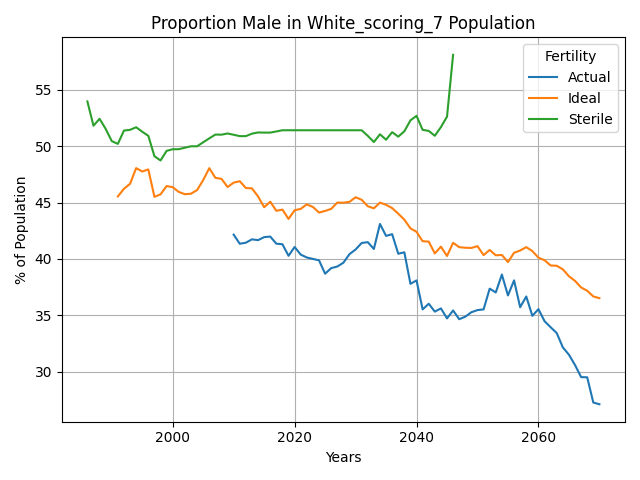 Proportion Male in White_scoring_7 Population
% of Population
55
50
45
40
35
30
Fertility
Actual
Ideal
Sterile
2000
2020
2040
2060
Years